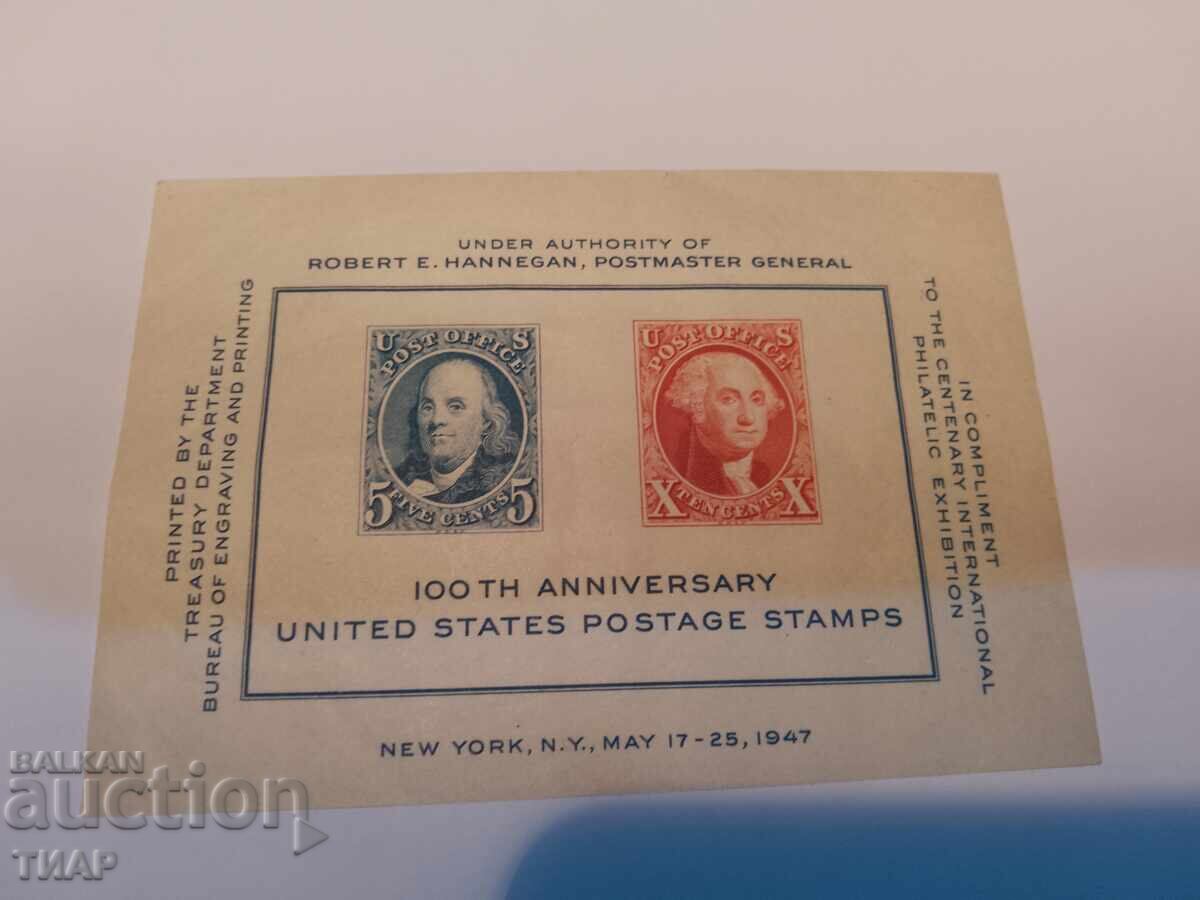 UNDER AUTHORITY OF
ROBERT E. HANNEGAN, POSTMASTER GENERAL
PRINTED BY THE
TREASURY DEPARTMENT
BUREAU OF ENGRAVING AND PRINTING
U S
POST OFFICE
5 FIVE CENTS 5
U S
POST OFFICE
X TEN CENTS X
IN COMPLIMENT
TO THE CENTENARY INTERNATIONAL
PHILATELIC EXHIBITION
100TH ANNIVERSARY
UNITED STATES POSTAGE STAMPS
NEW YORK, N.Y., MAY 17-25, 1947
BALKAN
auction
ТИАР